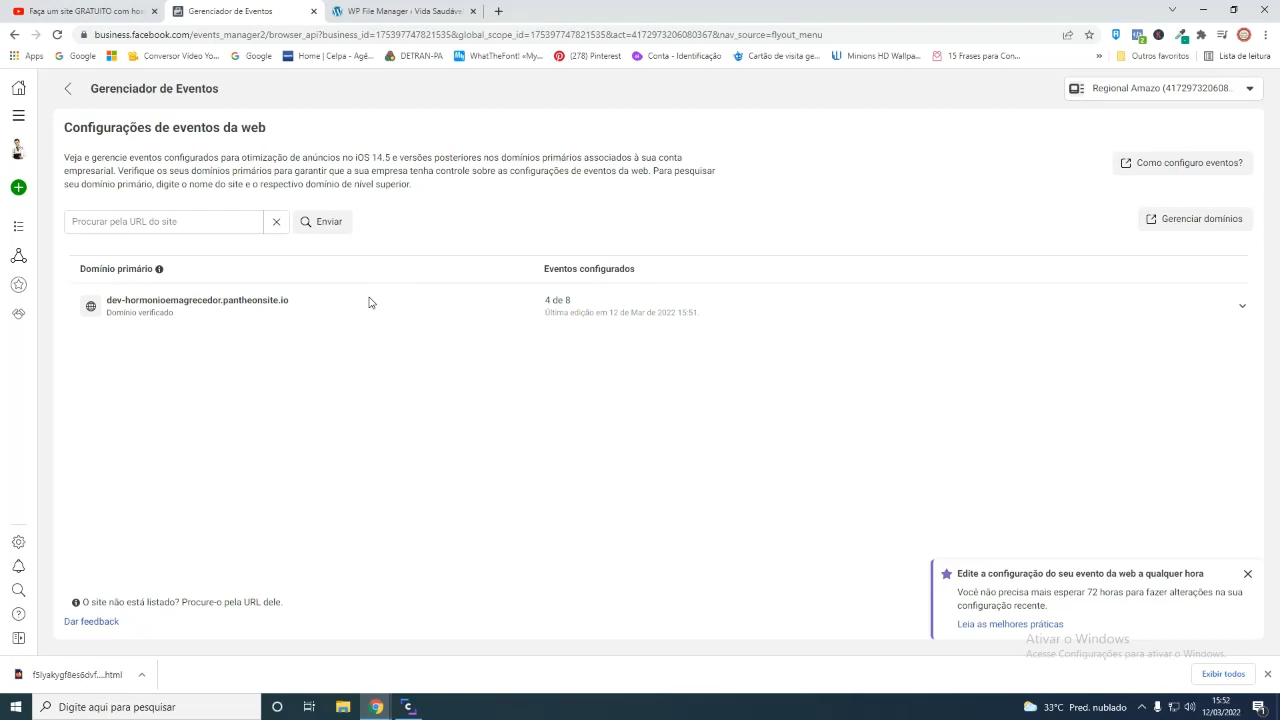 Faça um site GRATUITO com hos
Gerenciador de Eventos
WP File Manager ‹ Vida Saudáve
business.facebook.com/events_manager2/browser_api?business_id=175397747821535&global_scope_id=175397747821535&act=4172973206080367&nav_source=flyout_menu
Apps
Google
Conversor Vídeo Yo...
Google
Home | Celpa - Agê...
DETRAN-PA
WhatTheFont! «My...
(278) Pinterest
Conta - Identificação
Cartão de visita ge...
Minions HD Wallpa...
15 Frases para Con...
»
Outros favoritos
Lista de leitura
Gerenciador de Eventos
Regional Amazo (417297320608...
Configurações de eventos da web
Veja e gerencie eventos configurados para otimização de anúncios no iOS 14.5 e versões posteriores nos domínios primários associados à sua conta
empresarial. Verifique os seus domínios primários para garantir que a sua empresa tenha controle sobre as configurações de eventos da web. Para pesquisar
seu domínio primário, digite o nome do site e o respectivo domínio de nível superior.
Como configuro eventos?
Procurar pela URL do site
Enviar
Gerenciar domínios
Domínio primário
Eventos configurados
dev-hormonioemagrecedor.pantheonsite.io
Domínio verificado
4 de 8
Última edição em 12 de Mar de 2022 15:51.
Edite a configuração do seu evento da web a qualquer hora
Você não precisa mais esperar 72 horas para fazer alterações na sua
configuração recente.
Leia as melhores práticas
O site não está listado? Procure-o pela URL dele.
Dar feedback
Ativar o Windows
Acesse Configurações para ativar o Windows.
f5lyakygf8es6dvf....html
Exibir todos
Digite aqui para pesquisar
33°C Pred. nublado
15:52
12/03/2022